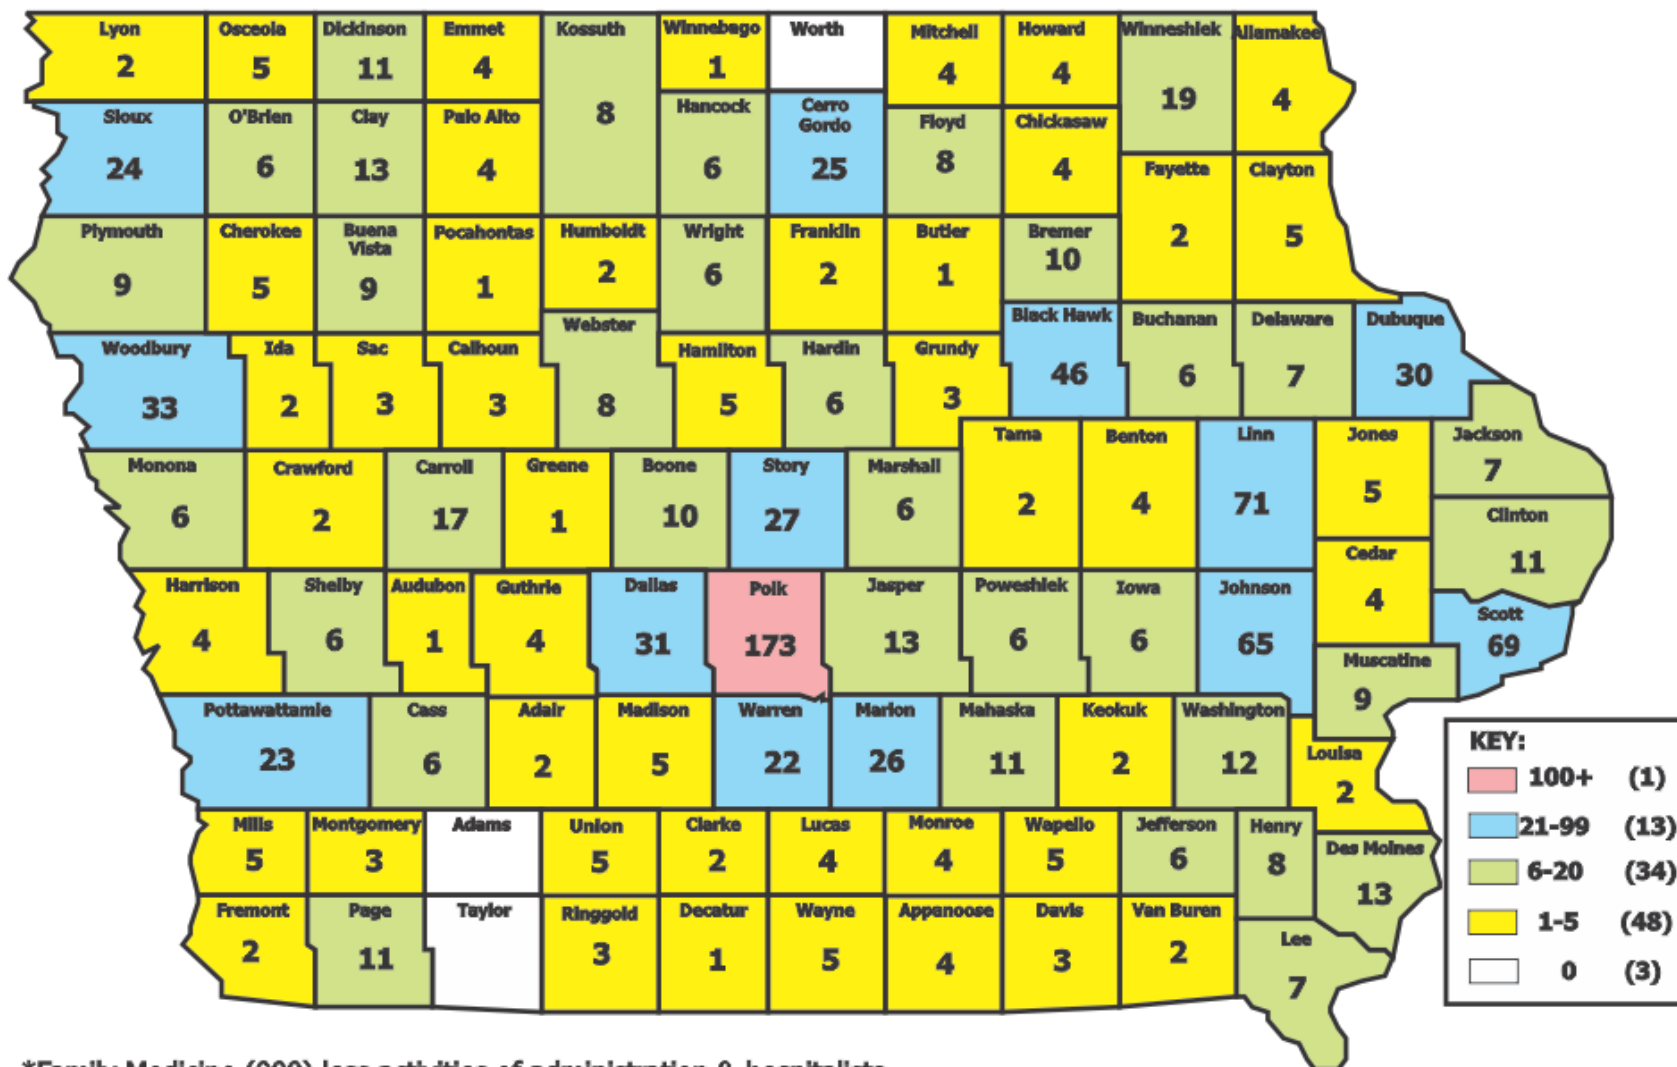 Lyon 2
Osceola 5
Dickinson 11
Emmet 4
Kossuth 8
Winnebago 1
Worth
Mitchell 4
Howard 4
Winneshiek 19
Allamakee 4
Sioux 24
O'Brien 6
Clay 13
Palo Alto 4
Hancock 6
Cerro
Gordo
25
Floyd 8
Chickasaw 4
Fayette 2
Clayton 5
Plymouth 9
Cherokee 5
Buena
Vista
9
Pocahontas 1
Humboldt 2
Wright 6
Franklin 2
Butler 1
Bremer 10
Woodbury 33
Ida 2
Sac 3
Calhoun 3
Webster 8
Hamilton 5
Hardin 6
Grundy 3
Black Hawk 46
Buchanan 6
Delaware 7
Dubuque 30
Monona 6
Crawford 2
Carroll 17
Greene 1
Boone 10
Story 27
Marshall 6
Tama 2
Benton 4
Linn 71
Jones 5
Jackson 7
Clinton 11
Harrison 4
Shelby 6
Audubon 1
Guthrie 4
Dallas 31
Polk 173
Jasper 13
Poweshiek 6
Iowa 6
Johnson 65
Cedar 4
Scott 69
Muscatine 9
Pottawattamie 23
Cass 6
Adair 2
Madison 5
Warren 22
Marion 26
Mahaska 11
Keokuk 2
Washington 12
Louisa 2
Mills 5
Montgomery 3
Adams
Union 5
Clarke 2
Lucas 4
Monroe 4
Wapello 5
Jefferson 6
Henry 8
Des Moines 13
Fremont 2
Page 11
Taylor
Ringgold 3
Decatur 1
Wayne 5
Appanoose 4
Davis 3
Van Buren 2
Lee 7
KEY:
100+ (1)
21-99 (13)
6-20 (34)
1-5 (48)
0 (3)
*Family Medicine less activities of administration & hospitalists